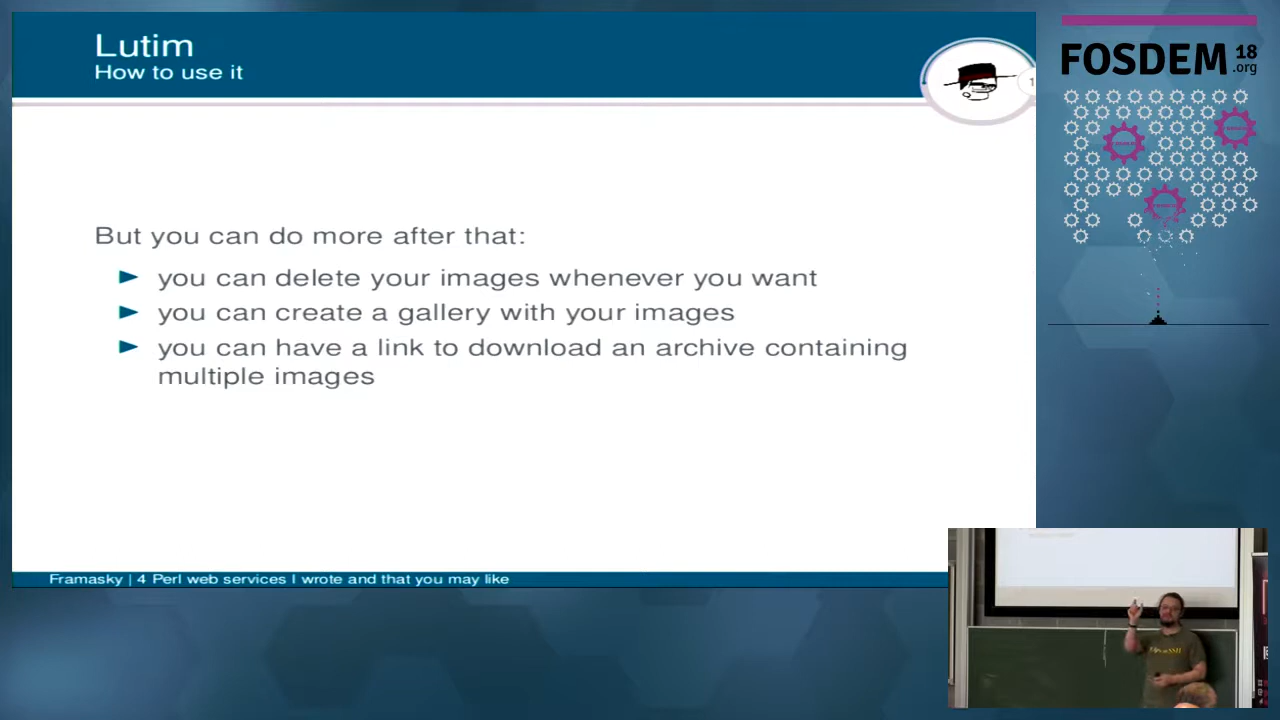 Lutim
How to use it
1
But you can do more after that:
you can delete your images whenever you want
you can create a gallery with your images
you can have a link to download an archive containing
multiple images
Framasky | 4 Perl web services I wrote and that you may like
FOSDEM 18
.org